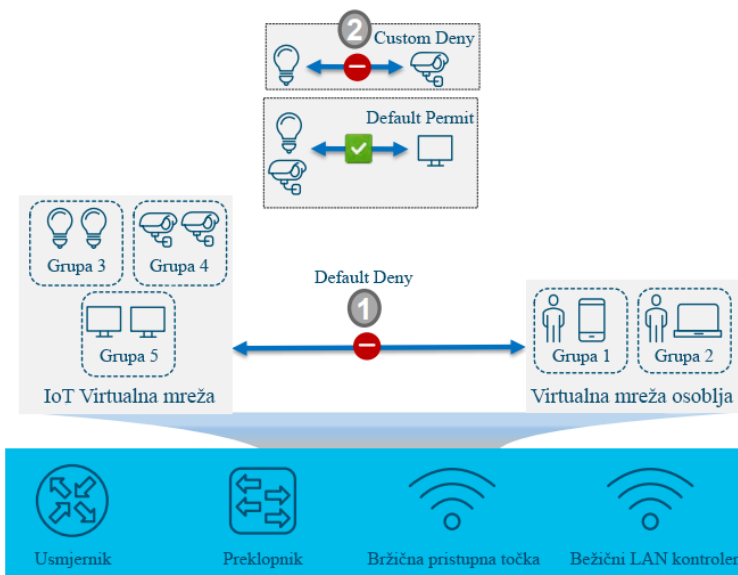 2
Custom Deny
Default Permit
Grupa 3
Grupa 4
Grupa 5
IoT Virtualna mreža
Default Deny
1
Grupa 1
Grupa 2
Virtualna mreža osoblja
Usmjernik
Preklopnik
Bržična pristupna točka
Bežični LAN kontroler